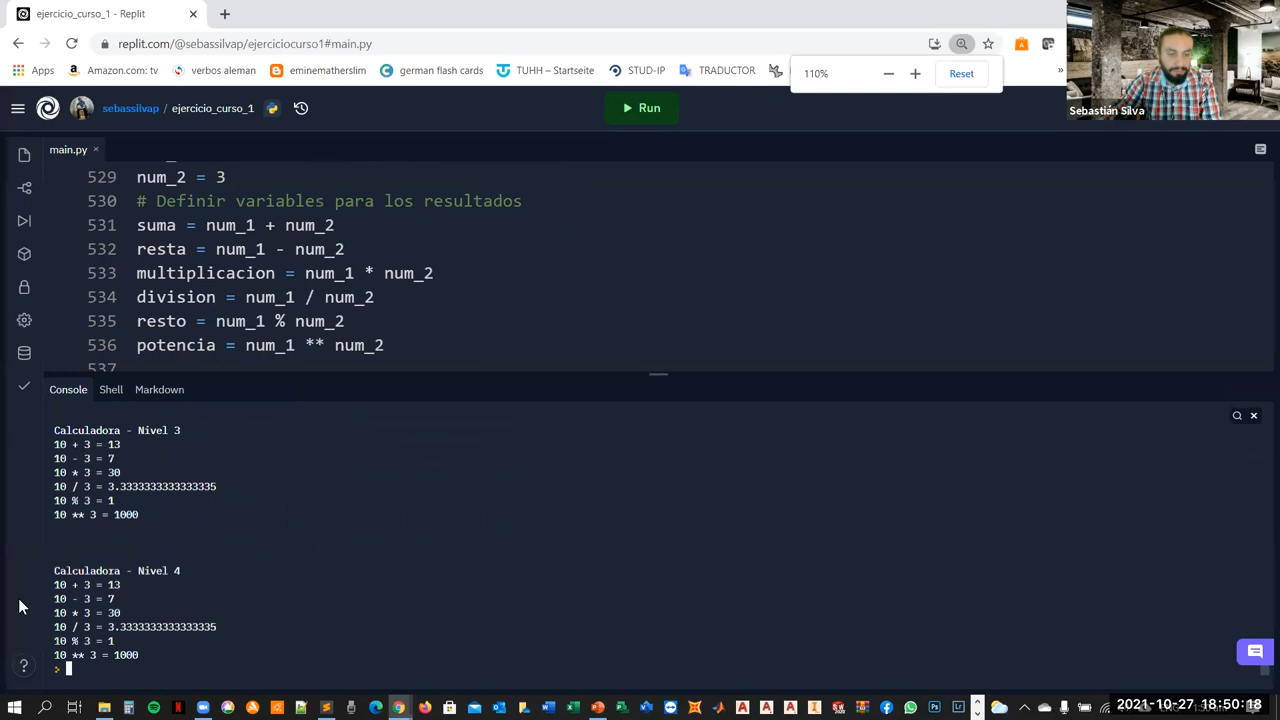 ejercicio_curso_1 - Replit
replit.com/@sebassilvap/ejerciciocurso1#main.py
Apps
Amazon.com: tv
verbos aleman
eminemathslim
german flash cards
TUHH – Startseite
STUD-IP
TRADUCTOR
»
110%
Reset
Sebastián Silva
sebassilvap / ejercicio_curso_1
Run
main.py
529 num_2 = 3
530 # Definir variables para los resultados
531 suma = num_1 + num_2
532 resta = num_1 - num_2
533 multiplicacion = num_1 * num_2
534 division = num_1 / num_2
535 resto = num_1 % num_2
536 potencia = num_1 ** num_2
537
Console
Shell
Markdown
Calculadora - Nivel 3
10 + 3 = 13
10 - 3 = 7
10 * 3 = 30
10 / 3 = 3.3333333333333335
10 % 3 = 1
10 ** 3 = 1000
Calculadora - Nivel 4
10 + 3 = 13
10 - 3 = 7
10 * 3 = 30
10 / 3 = 3.3333333333333335
10 % 3 = 1
10 ** 3 = 1000
>
2021-10-27 18:50:18